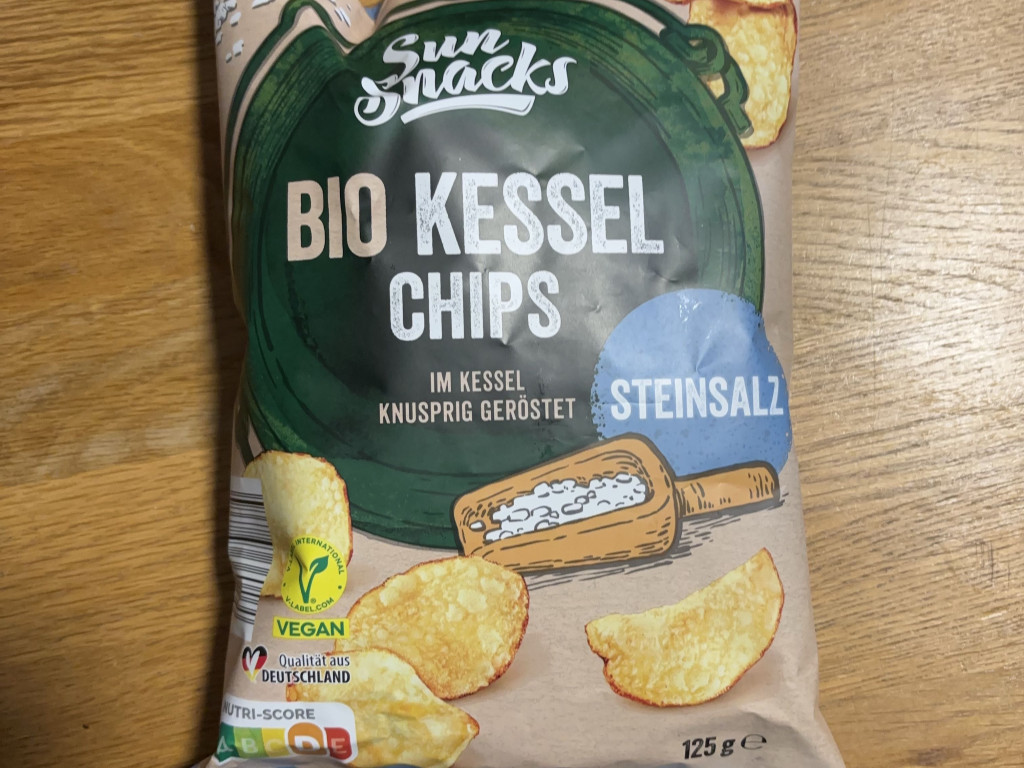 Sun
Snacks
BIO KESSEL
CHIPS
IM KESSEL
KNUSPRIG GERÖSTET
STEINSALZ
INTERNATIONAL
V-LABEL.COM
VEGAN
Qualität aus
DEUTSCHLAND
NUTRI-SCORE
A B C D E
125 g ℮